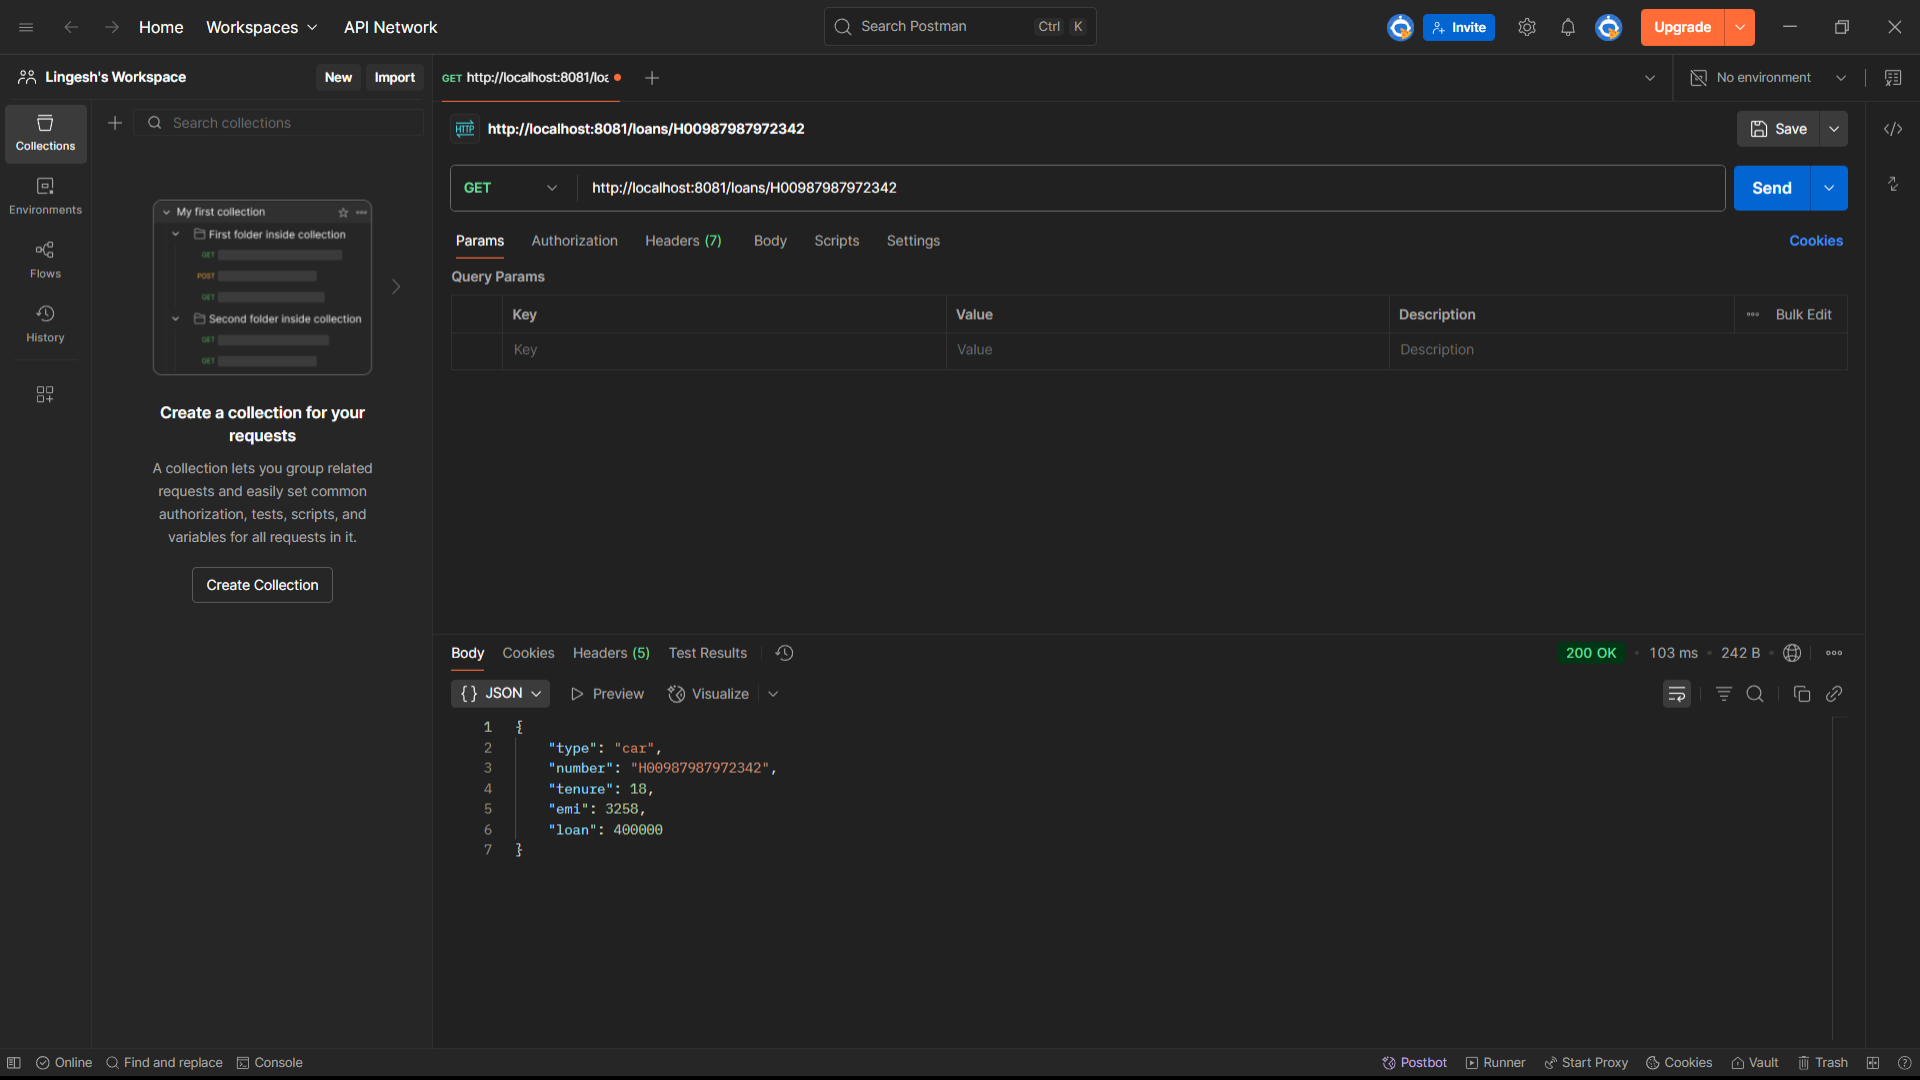 Home Workspaces API Network Search Postman Ctrl K Invite Upgrade
Lingesh's Workspace New Import GET http://localhost:8081/loa No environment
Collections
Environments
Flows
History
Search collections
My first collection
First folder inside collection
GET
POST
GET
Second folder inside collection
GET
GET
Create a collection for your
requests
A collection lets you group related
requests and easily set common
authorization, tests, scripts, and
variables for all requests in it.
Create Collection
HTTP http://localhost:8081/loans/H00987987972342 Save
GET http://localhost:8081/loans/H00987987972342 Send
Params Authorization Headers (7) Body Scripts Settings Cookies
Query Params
Key Value Description Bulk Edit
Key Value Description
Body Cookies Headers (5) Test Results 200 OK 103 ms 242 B
{} JSON Preview Visualize
1 {
2 "type": "car",
3 "number": "H00987987972342",
4 "tenure": 18,
5 "emi": 3258,
6 "loan": 400000
7 }
Online Find and replace Console Postbot Runner Start Proxy Cookies Vault Trash